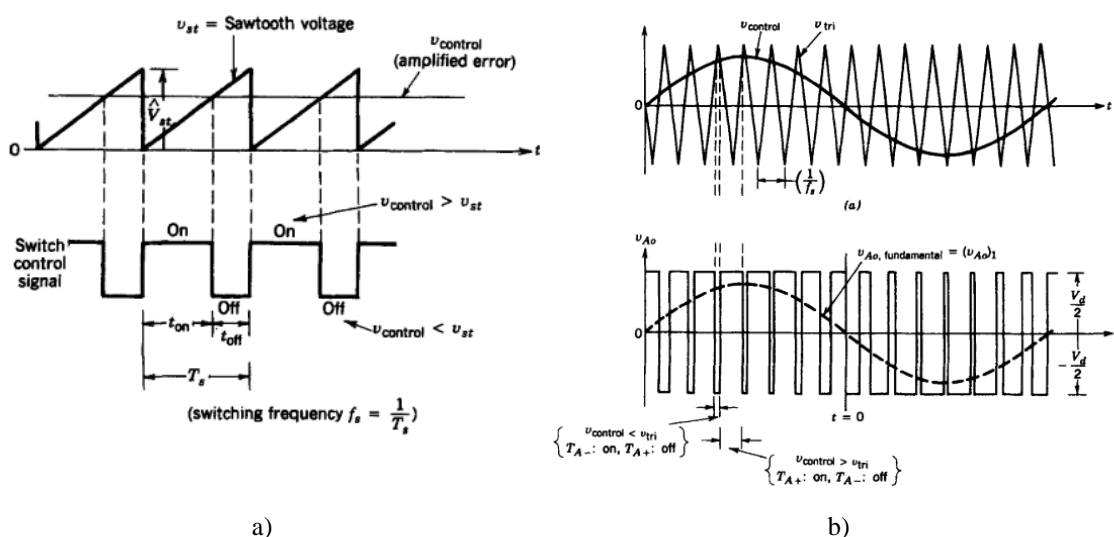 v_st = Sawtooth voltage
v_control
(amplified error)
V̂_st
0
t
v_control > v_st
On
On
Switch
control
signal
Off
Off
t_on
t_off
v_control < v_st
T_s
(switching frequency f_s = 1/T_s)
a)
v_control
v_tri
0
t
(1/f_s)
(a)
v_Ao
v_Ao, fundamental = (v_Ao)_1
V_d/2
0
t
-V_d/2
t = 0
{ v_control < v_tri
T_A-: on, T_A+: off }
{ v_control > v_tri
T_A+: on, T_A-: off }
b)